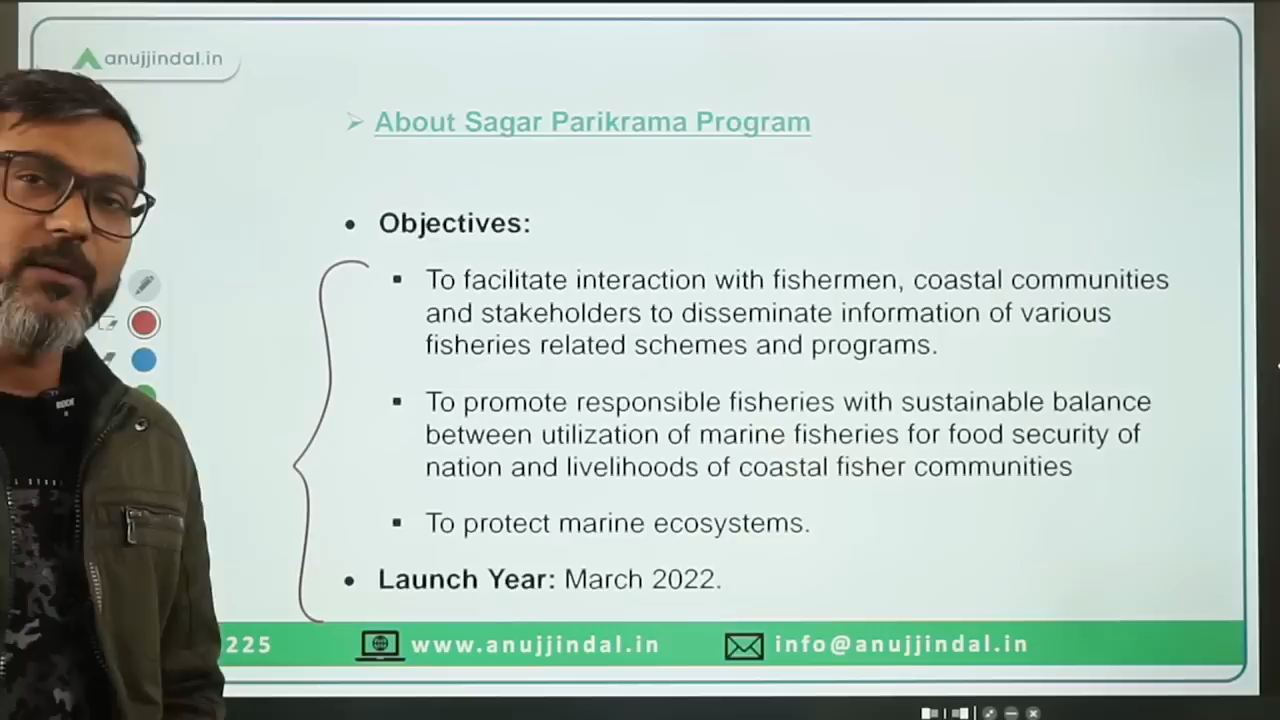 anujjindal.in
➢ About Sagar Parikrama Program
• Objectives:
▪ To facilitate interaction with fishermen, coastal communities
and stakeholders to disseminate information of various
fisheries related schemes and programs.
▪ To promote responsible fisheries with sustainable balance
between utilization of marine fisheries for food security of
nation and livelihoods of coastal fisher communities
▪ To protect marine ecosystems.
• Launch Year: March 2022.
225 www.anujjindal.in info@anujjindal.in